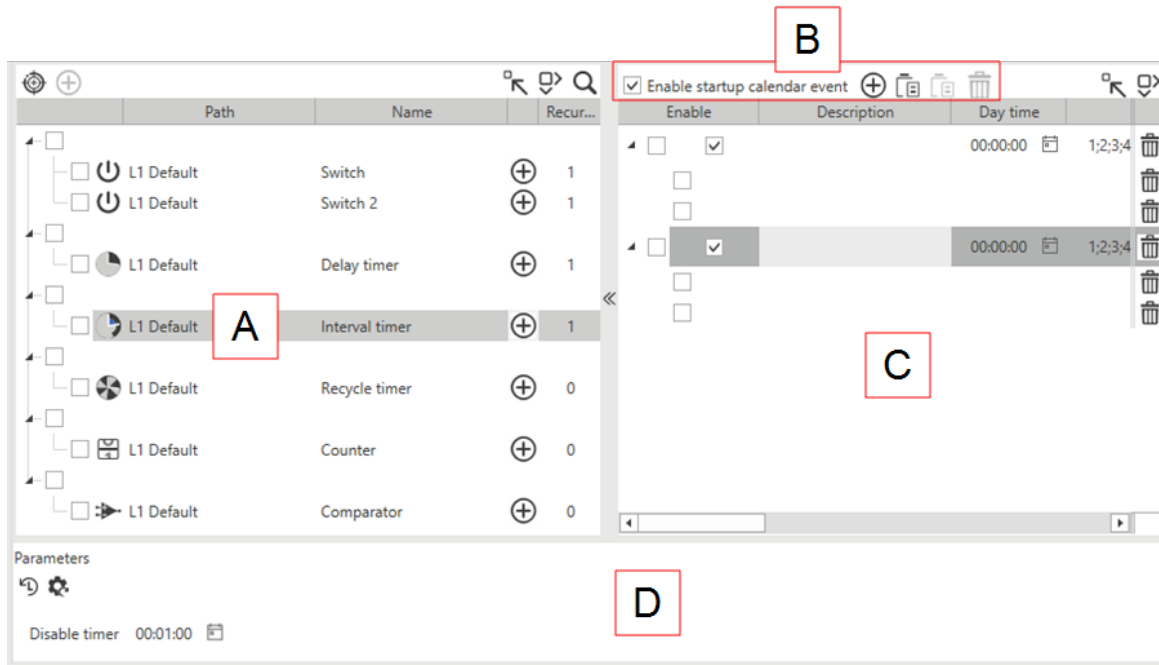 B
Enable startup calendar event
Path Name Recur...
Enable Description Day time
00:00:00 1;2;3;4
L1 Default Switch 1
L1 Default Switch 2 1
L1 Default Delay timer 1
00:00:00 1;2;3;4
L1 Default Interval timer 1
A
C
L1 Default Recycle timer 0
L1 Default Counter 0
L1 Default Comparator 0
Parameters
D
Disable timer 00:01:00